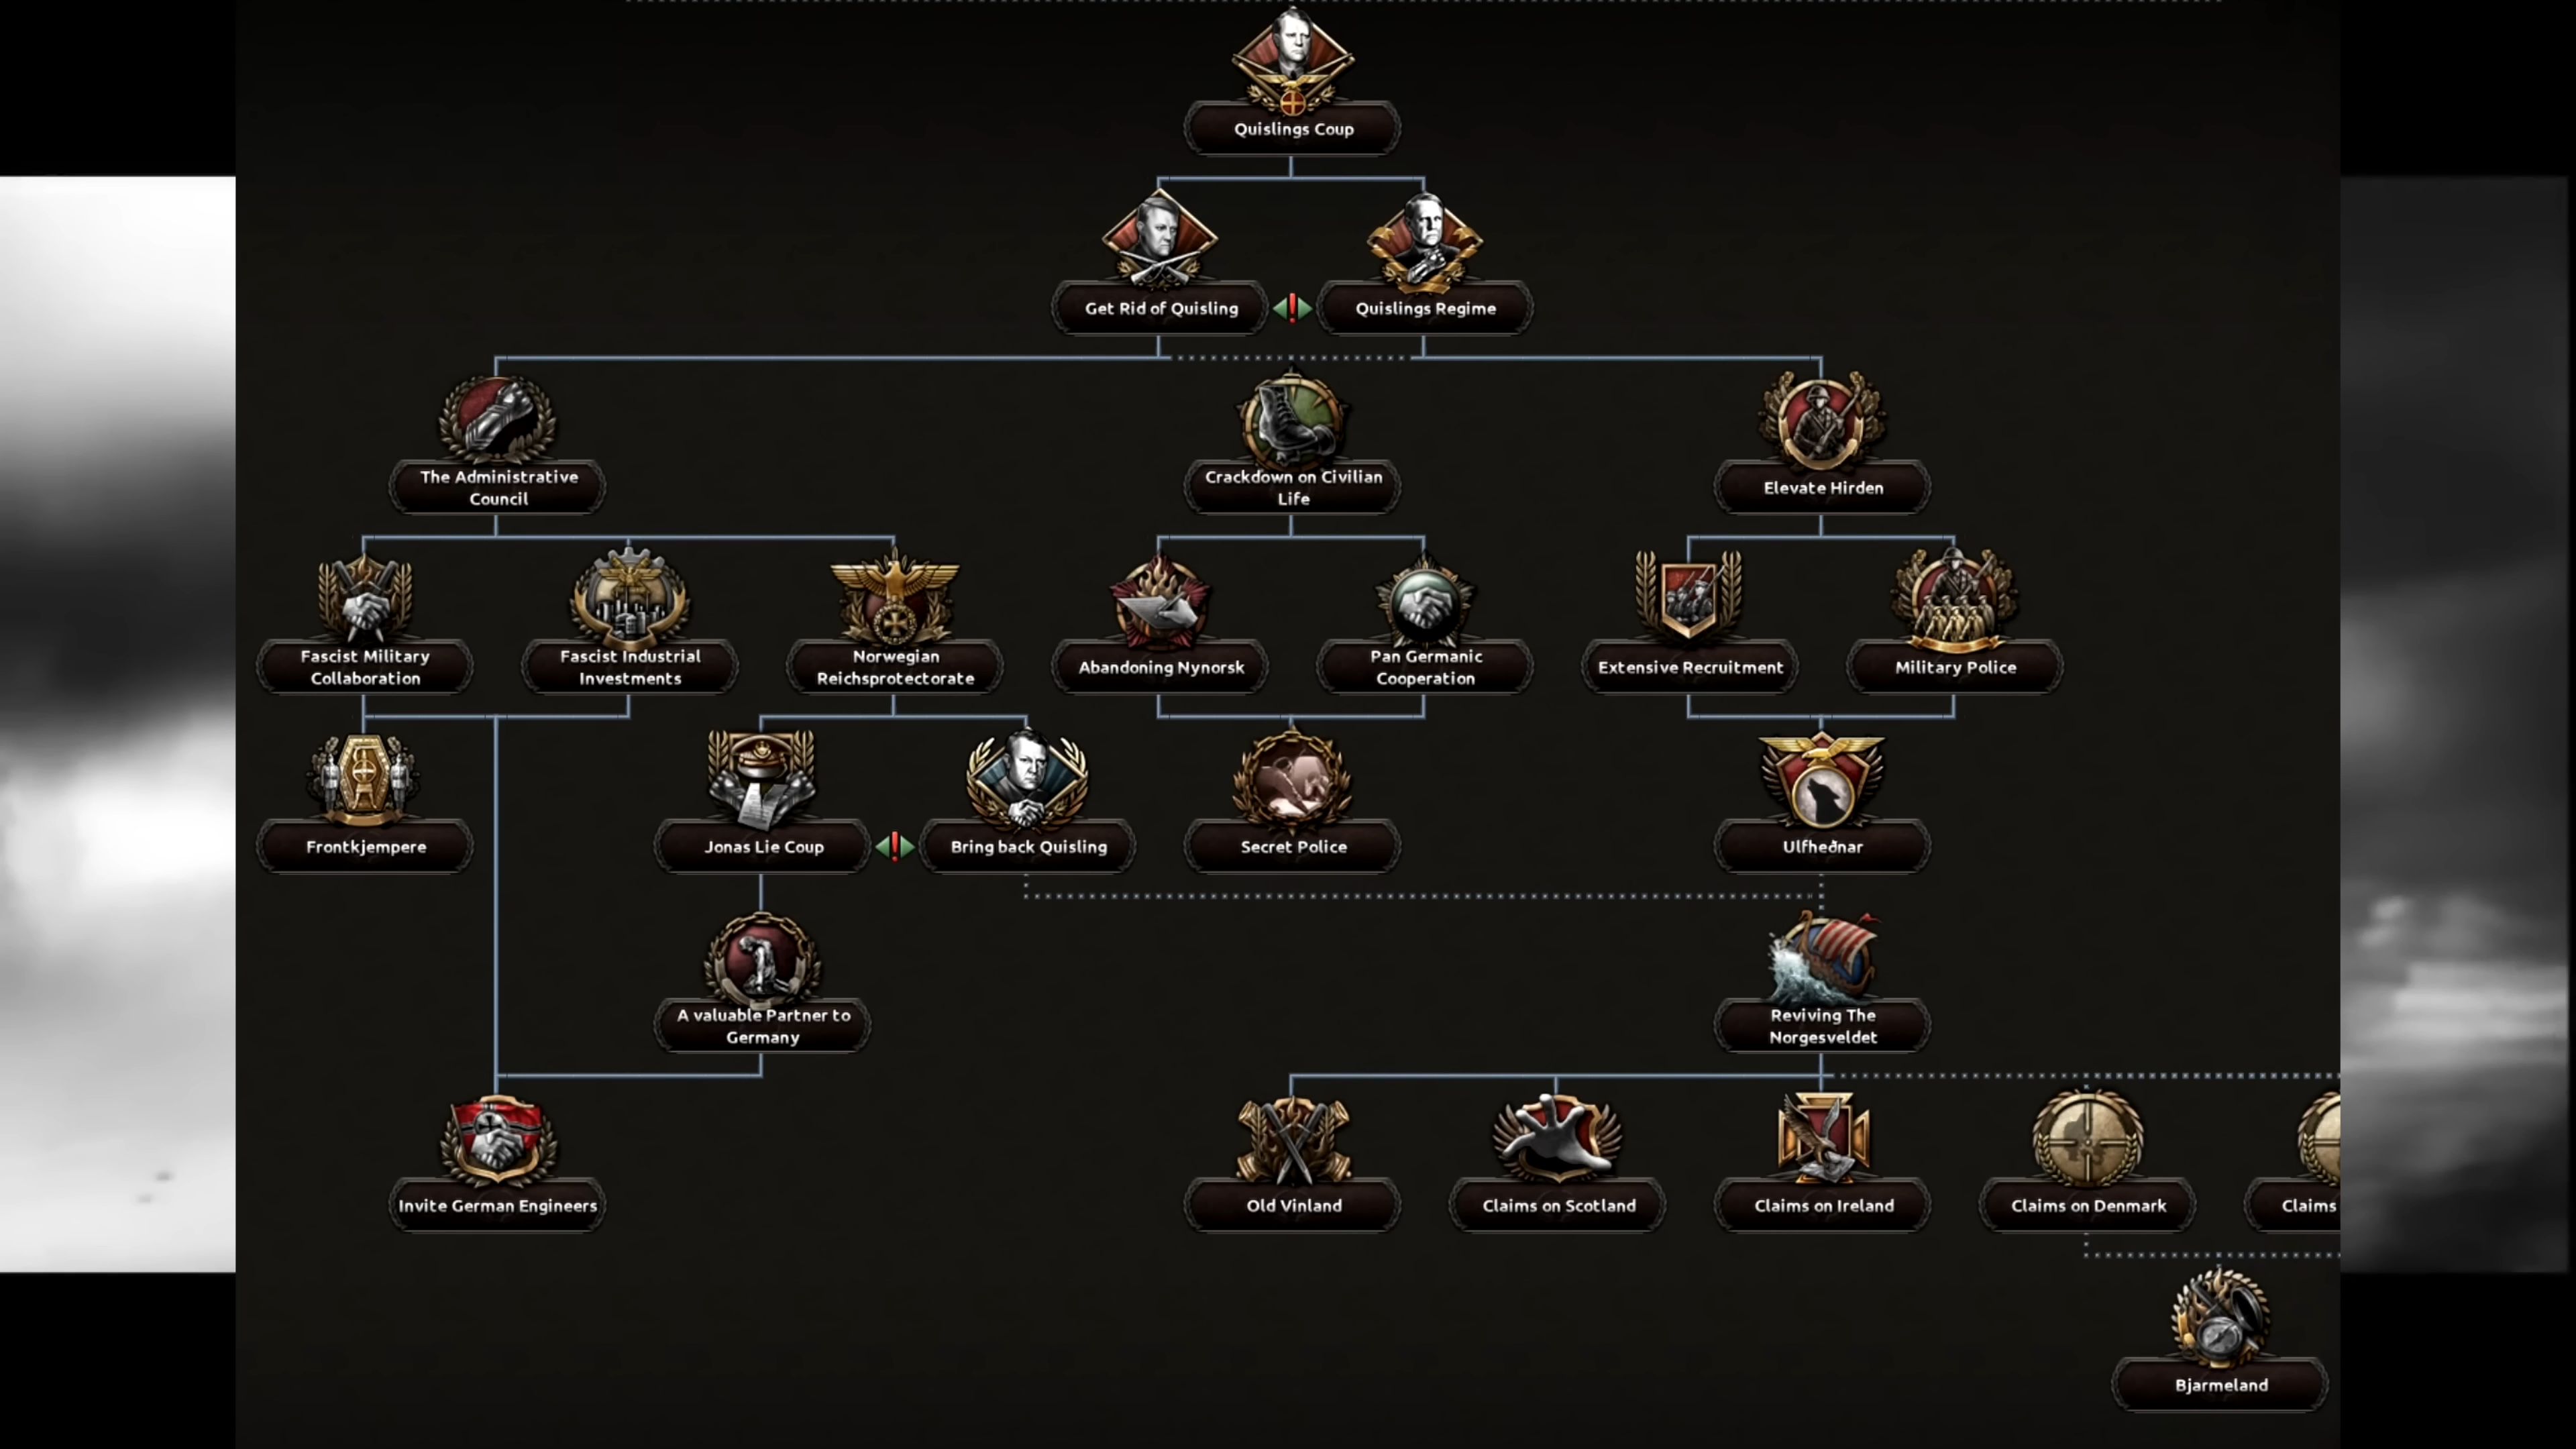 Quislings Coup
Get Rid of Quisling
Quislings Regime
The Administrative
Council
Crackdown on Civilian
Life
Elevate Hirden
Fascist Military
Collaboration
Fascist Industrial
Investments
Norwegian
Reichsprotectorate
Abandoning Nynorsk
Pan Germanic
Cooperation
Extensive Recruitment
Military Police
Frontkjempere
Jonas Lie Coup
Bring back Quisling
Secret Police
Ulfheðnar
A valuable Partner to
Germany
Reviving The
Norgesveldet
Invite German Engineers
Old Vinland
Claims on Scotland
Claims on Ireland
Claims on Denmark
Claims
Bjarmeland